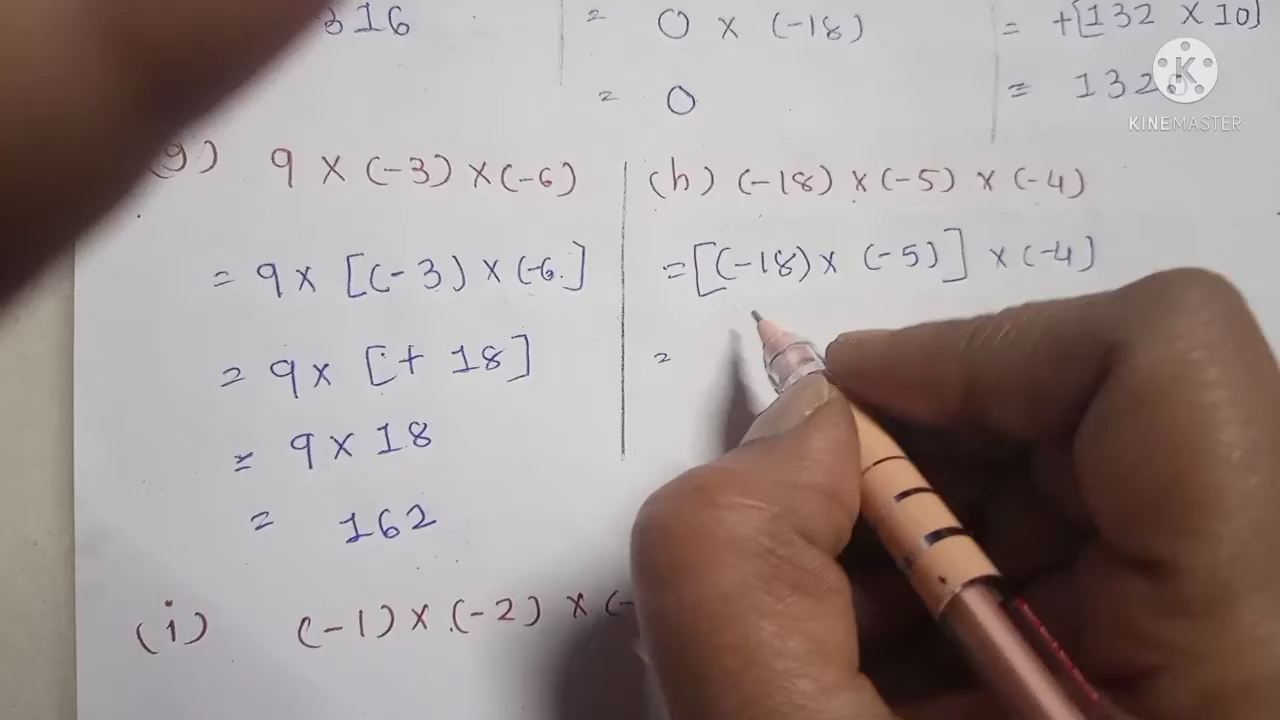 316
= 0 × (-18)
= 0
= +[132 × 10]
= 1320
KINEMASTER
(g) 9 × (-3) × (-6)
= 9 × [(-3) × (-6.]
= 9 × [+ 18]
= 9 × 18
= 162
(h) (-18) × (-5) × (-4)
= [(-18) × (-5)] × (-4)
=
(i) (-1) × (-2) × (-